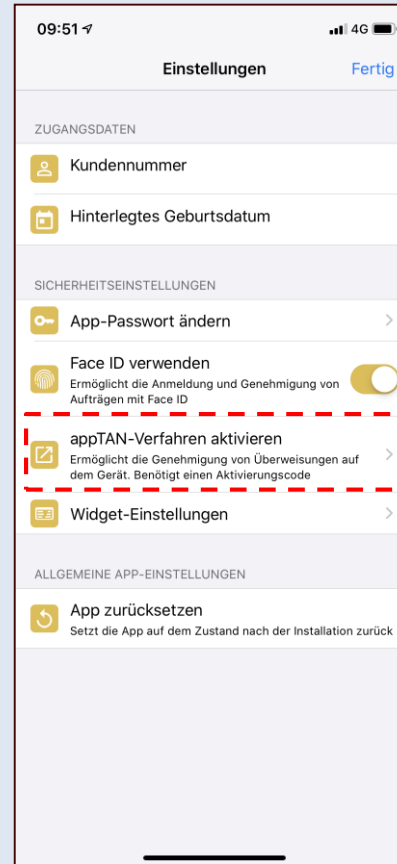 09:51
4G
Einstellungen
Fertig
ZUGANGSDATEN
Kundennummer
Hinterlegtes Geburtsdatum
SICHERHEITSEINSTELLUNGEN
App-Passwort ändern
Face ID verwenden
Ermöglicht die Anmeldung und Genehmigung von
Aufträgen mit Face ID
appTAN-Verfahren aktivieren
Ermöglicht die Genehmigung von Überweisungen auf
dem Gerät. Benötigt einen Aktivierungscode
Widget-Einstellungen
ALLGEMEINE APP-EINSTELLUNGEN
App zurücksetzen
Setzt die App auf dem Zustand nach der Installation zurück